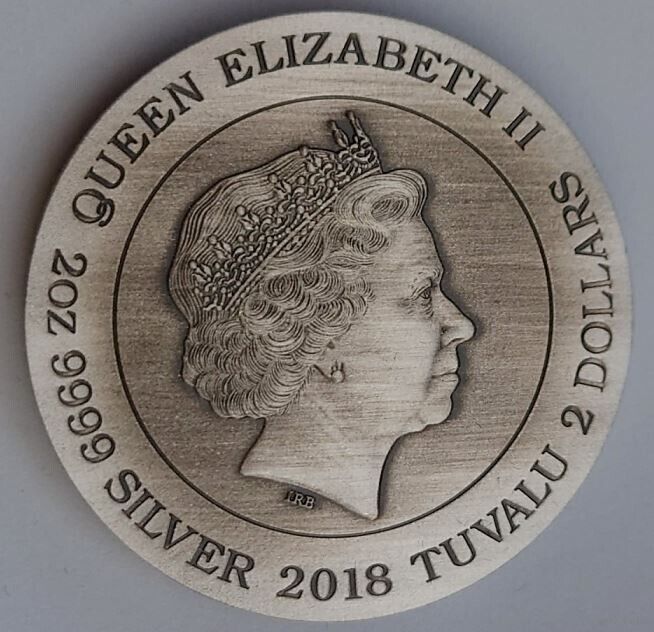 QUEEN ELIZABETH II
2OZ 9999 SILVER 2018 TUVALU 2 DOLLARS
IRB